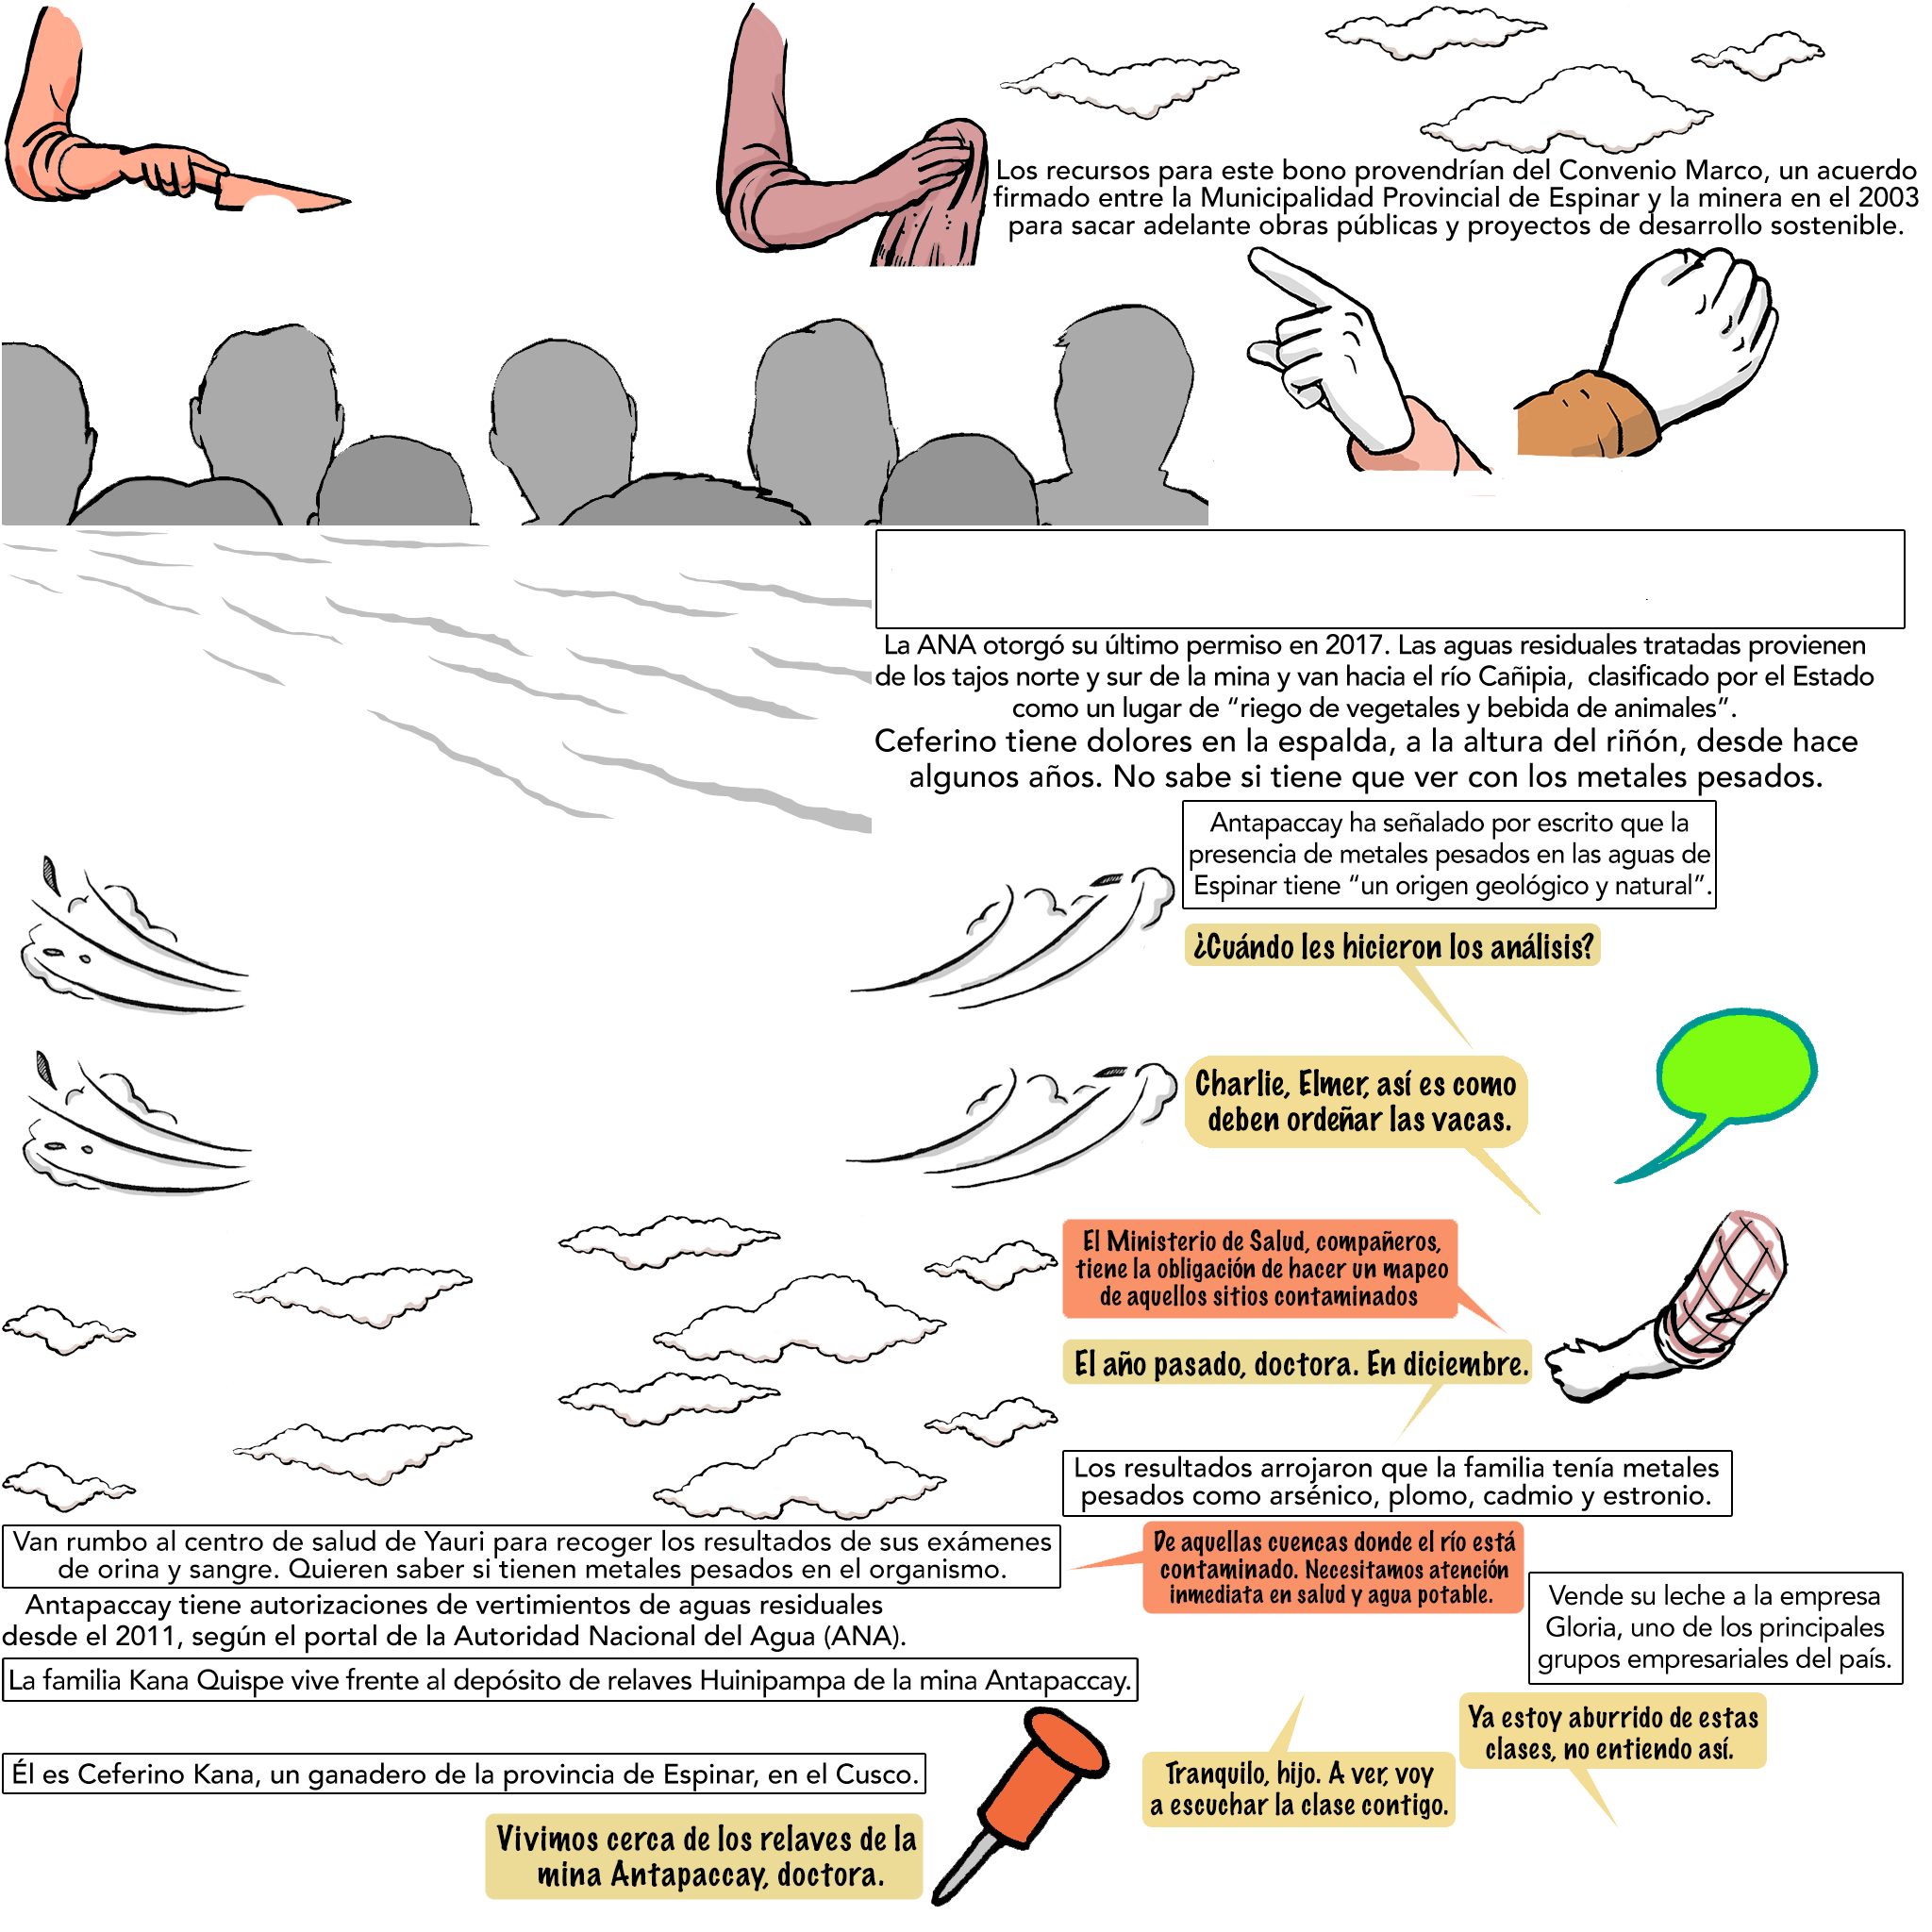 Los recursos para este bono provendrían del Convenio Marco, un acuerdo
firmado entre la Municipalidad Provincial de Espinar y la minera en el 2003
para sacar adelante obras públicas y proyectos de desarrollo sostenible.
La ANA otorgó su último permiso en 2017. Las aguas residuales tratadas provienen
de los tajos norte y sur de la mina y van hacia el río Cañipia, clasificado por el Estado
como un lugar de “riego de vegetales y bebida de animales”.
Ceferino tiene dolores en la espalda, a la altura del riñón, desde hace
algunos años. No sabe si tiene que ver con los metales pesados.
Antapaccay ha señalado por escrito que la
presencia de metales pesados en las aguas de
Espinar tiene “un origen geológico y natural”.
¿Cuándo les hicieron los análisis?
Charlie, Elmer, así es como
deben ordeñar las vacas.
El Ministerio de Salud, compañeros,
tiene la obligación de hacer un mapeo
de aquellos sitios contaminados
El año pasado, doctora. En diciembre.
Los resultados arrojaron que la familia tenía metales
pesados como arsénico, plomo, cadmio y estronio.
Van rumbo al centro de salud de Yauri para recoger los resultados de sus exámenes
de orina y sangre. Quieren saber si tienen metales pesados en el organismo.
De aquellas cuencas donde el río está
contaminado. Necesitamos atención
inmediata en salud y agua potable.
Vende su leche a la empresa
Gloria, uno de los principales
grupos empresariales del país.
Antapaccay tiene autorizaciones de vertimientos de aguas residuales
desde el 2011, según el portal de la Autoridad Nacional del Agua (ANA).
La familia Kana Quispe vive frente al depósito de relaves Huinipampa de la mina Antapaccay.
Ya estoy aburrido de estas
clases, no entiendo así.
Él es Ceferino Kana, un ganadero de la provincia de Espinar, en el Cusco.
Tranquilo, hijo. A ver, voy
a escuchar la clase contigo.
Vivimos cerca de los relaves de la
mina Antapaccay, doctora.